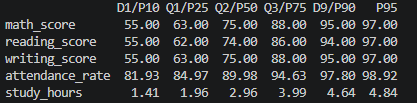 D1/P10 Q1/P25 Q2/P50 Q3/P75 D9/P90 P95
math_score 55.00 63.00 75.00 88.00 95.00 97.00
reading_score 55.00 62.00 74.00 86.00 94.00 97.00
writing_score 55.00 63.00 75.00 88.00 95.00 97.00
attendance_rate 81.93 84.97 89.98 94.63 97.80 98.92
study_hours 1.41 1.96 2.96 3.99 4.64 4.84